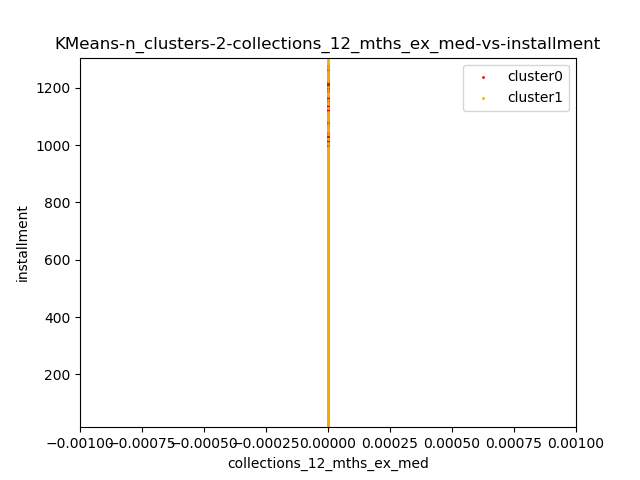 KMeans-n_clusters-2-collections_12_mths_ex_med-vs-installment
cluster0
cluster1
1200
1000
800
600
400
200
installment
−0.00100 −0.00075 −0.00050 −0.00025 0.00000 0.00025 0.00050 0.00075 0.00100
collections_12_mths_ex_med